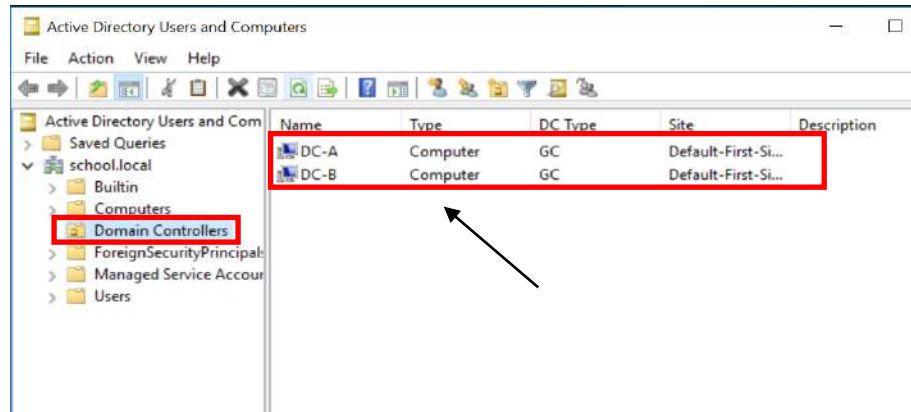 Active Directory Users and Computers
File Action View Help
Active Directory Users and Com
Saved Queries
school.local
Builtin
Computers
Domain Controllers
ForeignSecurityPrincipals
Managed Service Accour
Users
Name Type DC Type Site Description
DC-A Computer GC Default-First-Si...
DC-B Computer GC Default-First-Si...